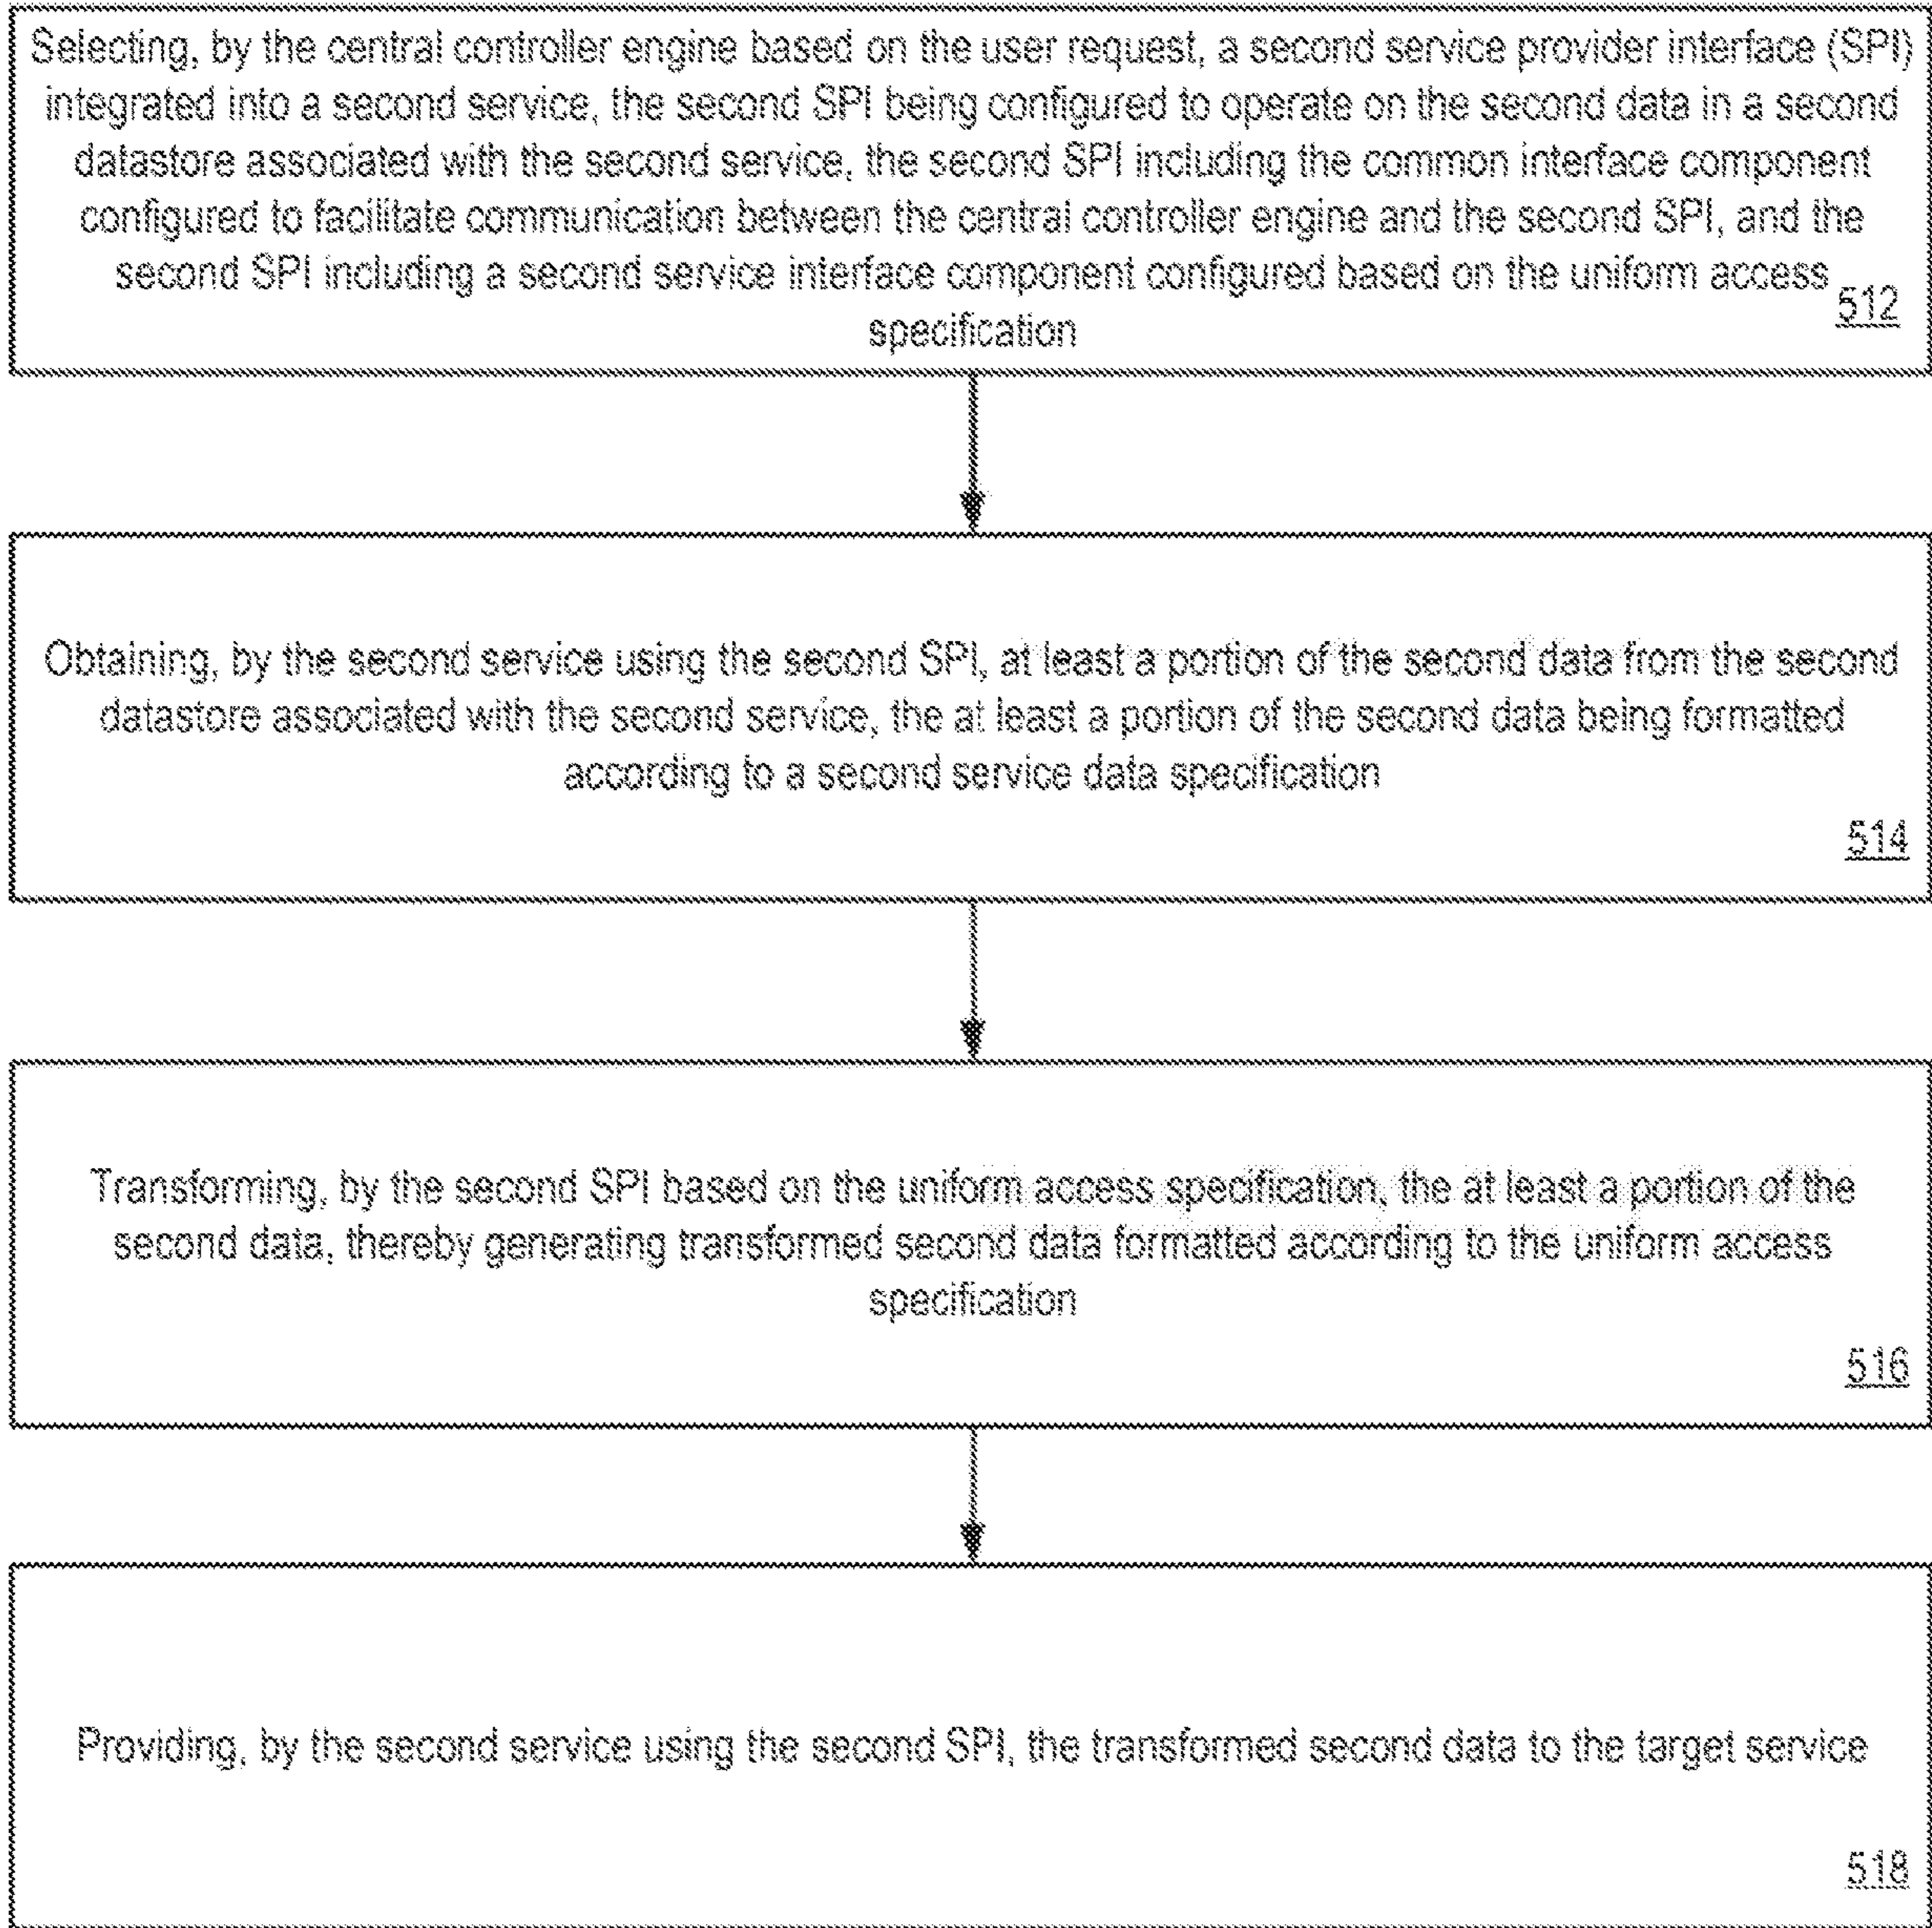 Selecting, by the central controller engine based on the user request, a second service provider interface (SPI)
integrated into a second service, the second SPI being configured to operate on the second data in a second
datastore associated with the second service, the second SPI including the common interface component
configured to facilitate communication between the central controller engine and the second SPI, and the
second SPI including a second service interface component configured based on the uniform access
specification
512
Obtaining, by the second service using the second SPI, at least a portion of the second data from the second
datastore associated with the second service, the at least a portion of the second data being formatted
according to a second service data specification
514
Transforming, by the second SPI based on the uniform access specification, the at least a portion of the
second data, thereby generating transformed second data formatted according to the uniform access
specification
516
Providing, by the second service using the second SPI, the transformed second data to the target service
518